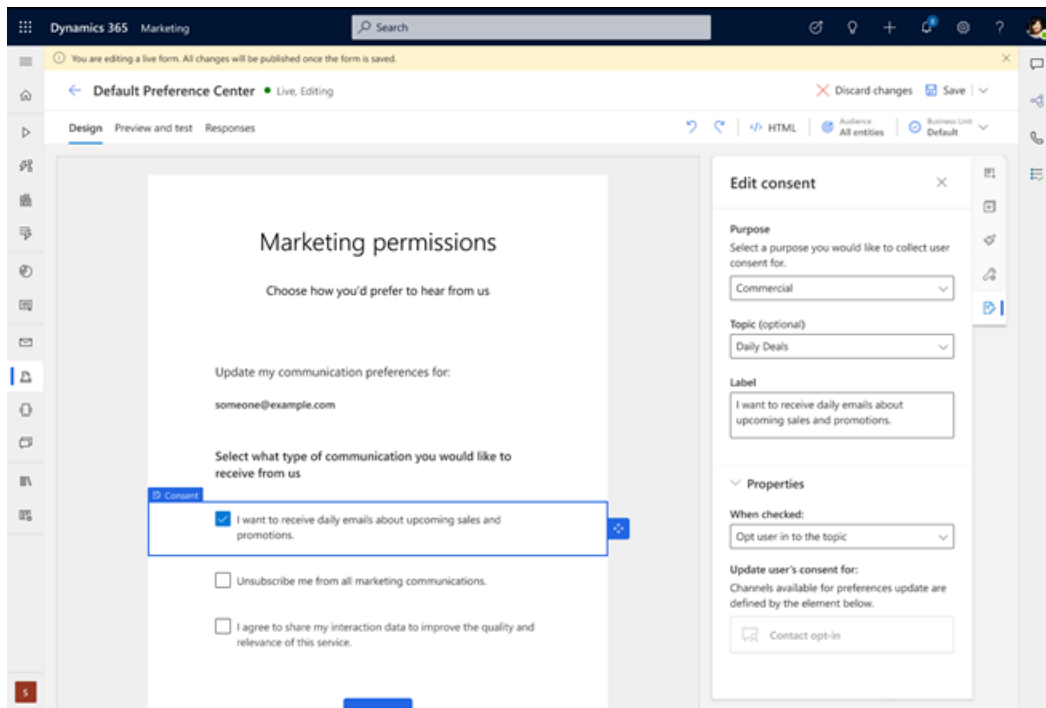 Dynamics 365 Marketing Search ?
You are editing a live form. All changes will be published once the form is saved.
Default Preference Center Live, Editing Discard changes Save
Design Preview and test Responses
</> HTML
Audience
All entities
Business Unit
Default
Marketing permissions
Choose how you'd prefer to hear from us
Update my communication preferences for:
someone@example.com
Select what type of communication you would like to
receive from us
Consent
I want to receive daily emails about upcoming sales and
promotions.
Unsubscribe me from all marketing communications.
I agree to share my interaction data to improve the quality and
relevance of this service.
Edit consent
Purpose
Select a purpose you would like to collect user
consent for.
Commercial
Topic (optional)
Daily Deals
Label
I want to receive daily emails about
upcoming sales and promotions.
Properties
When checked:
Opt user in to the topic
Update user's consent for:
Channels available for preferences update are
defined by the element below.
Contact opt-in
S